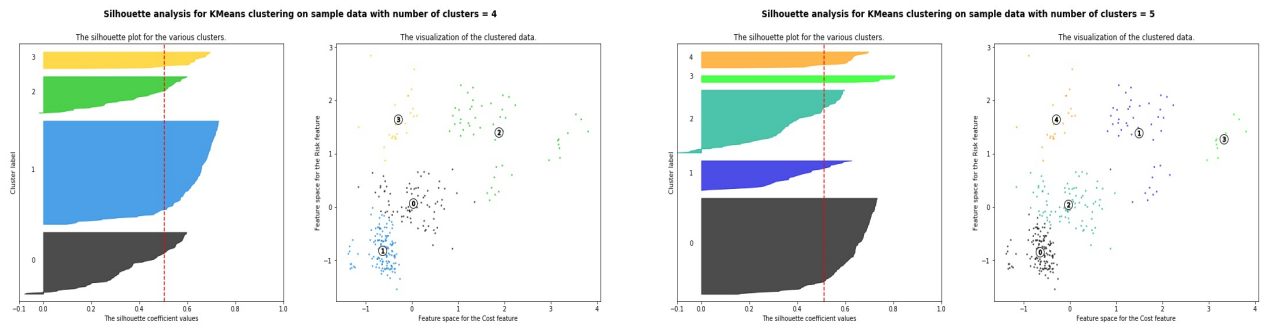 Silhouette analysis for KMeans clustering on sample data with number of clusters = 4
The silhouette plot for the various clusters.
Cluster label
3
2
1
0
−0.1 0.0 0.2 0.4 0.6 0.8 1.0
The silhouette coefficient values
The visualization of the clustered data.
Feature space for the Risk feature
3
2
1
0
−1
3
2
0
1
−1 0 1 2 3 4
Feature space for the Cost feature
Silhouette analysis for KMeans clustering on sample data with number of clusters = 5
The silhouette plot for the various clusters.
Cluster label
4
3
2
1
0
−0.1 0.0 0.2 0.4 0.6 0.8 1.0
The silhouette coefficient values
The visualization of the clustered data.
Feature space for the Risk feature
3
2
1
0
−1
4
1
3
2
0
−1 0 1 2 3 4
Feature space for the Cost feature